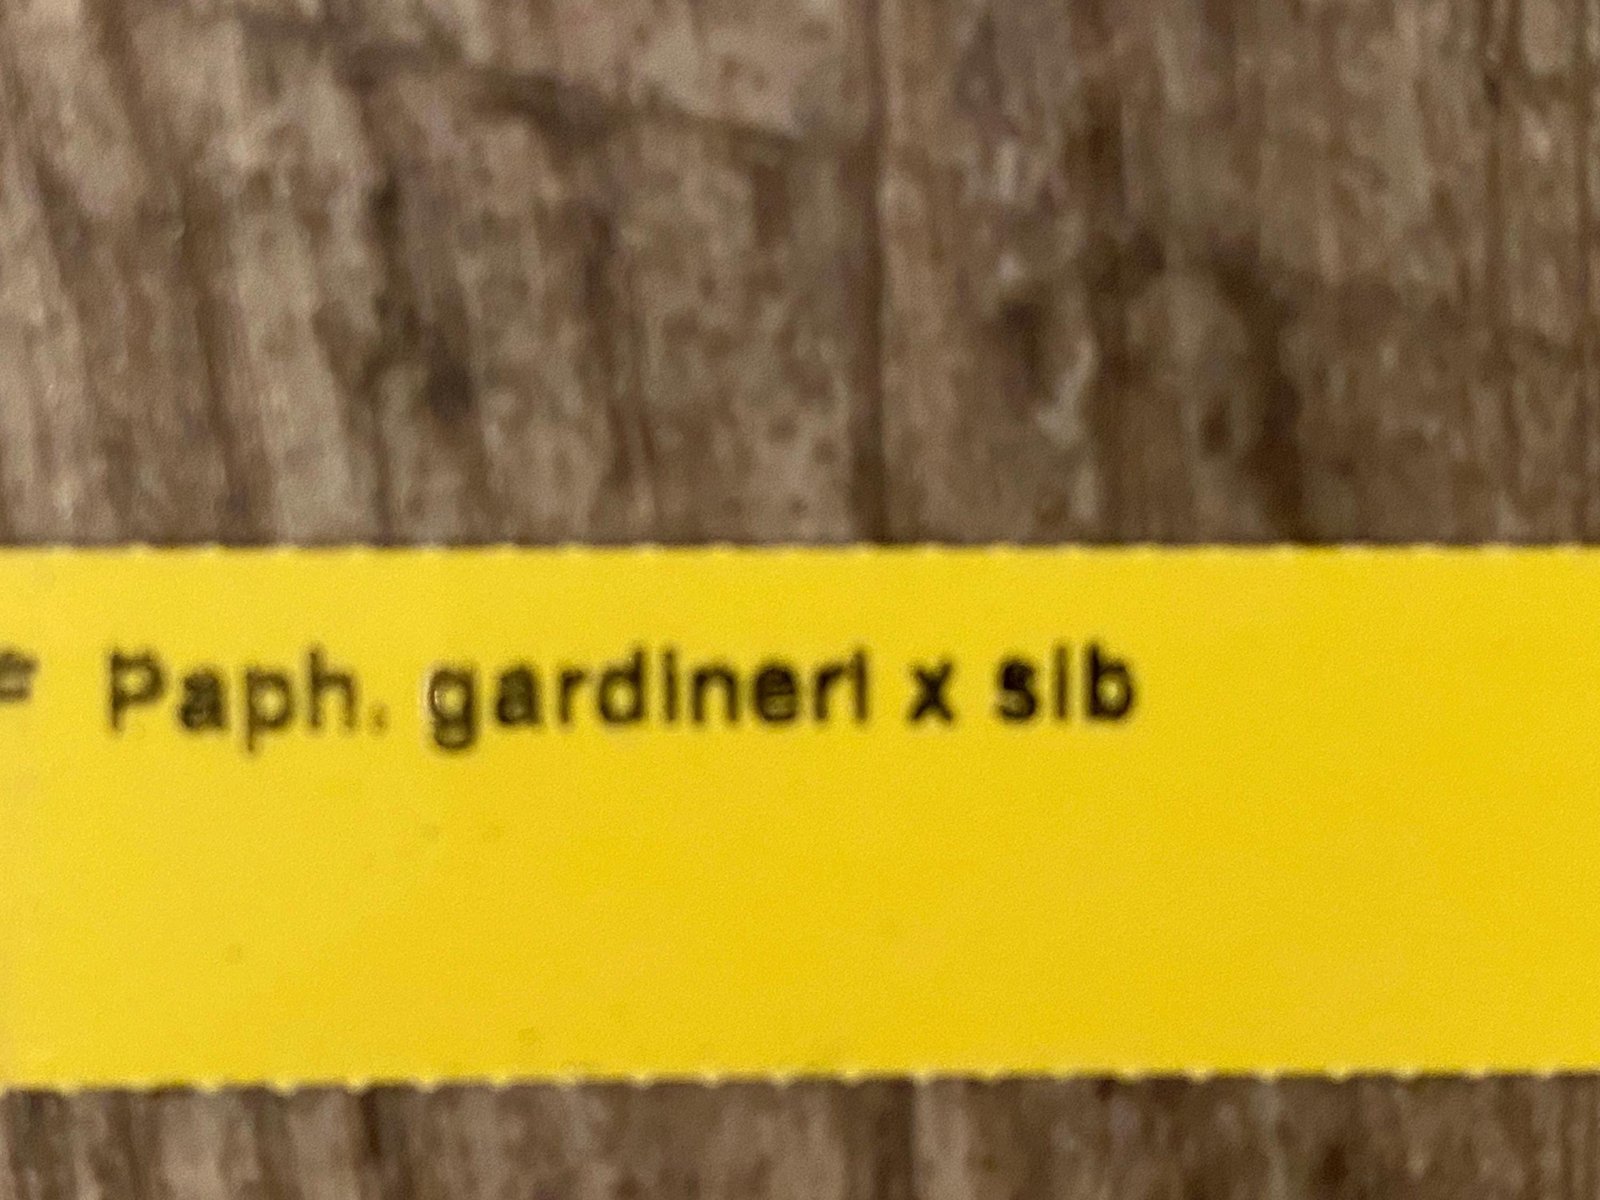 Paph. gardineri x sib